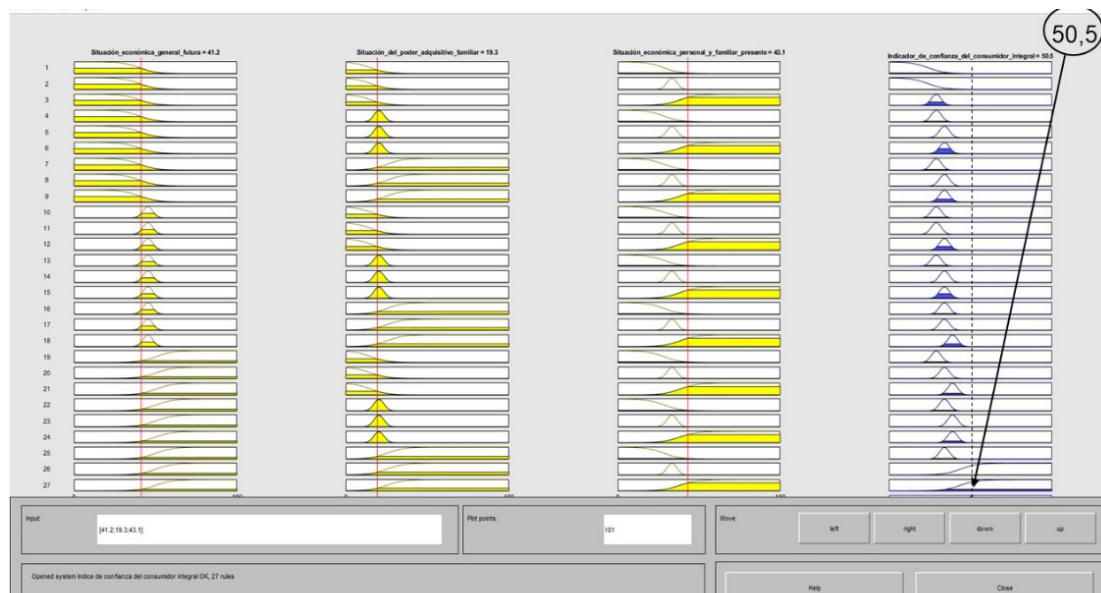 50,5
Situación_económica_general_futura = 41.2
Situación_del_poder_adquisitivo_familiar = 19.3
Situación_económica_personal_y_familiar_presente = 43.1
Indicador_de_confianza_del_consumidor_integral = 50.5
1
2
3
4
5
6
7
8
9
10
11
12
13
14
15
16
17
18
19
20
21
22
23
24
25
26
27
Input:
[41.2;19.3;43.1]
Plot points:
101
Move:
left
right
down
up
Opened system Indice de confianza del consumidor integral OK, 27 rules
Help
Close